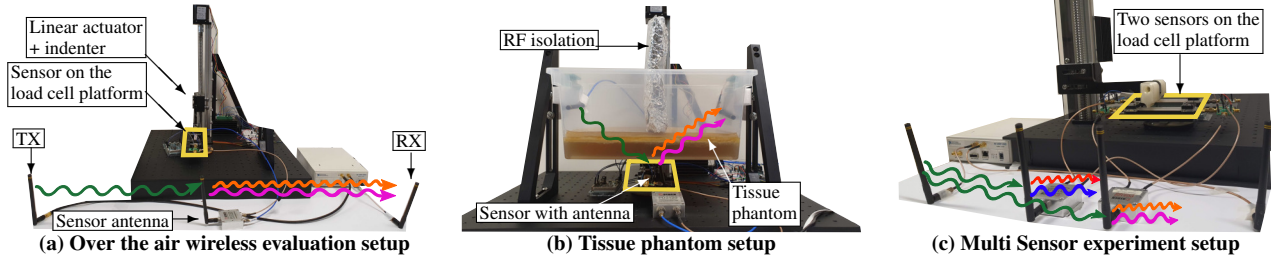 Linear actuator
+ indenter
Sensor on the
load cell platform
TX
RX
Sensor antenna
(a) Over the air wireless evaluation setup
RF isolation
Sensor with antenna
Tissue
phantom
(b) Tissue phantom setup
Two sensors on the
load cell platform
(c) Multi Sensor experiment setup